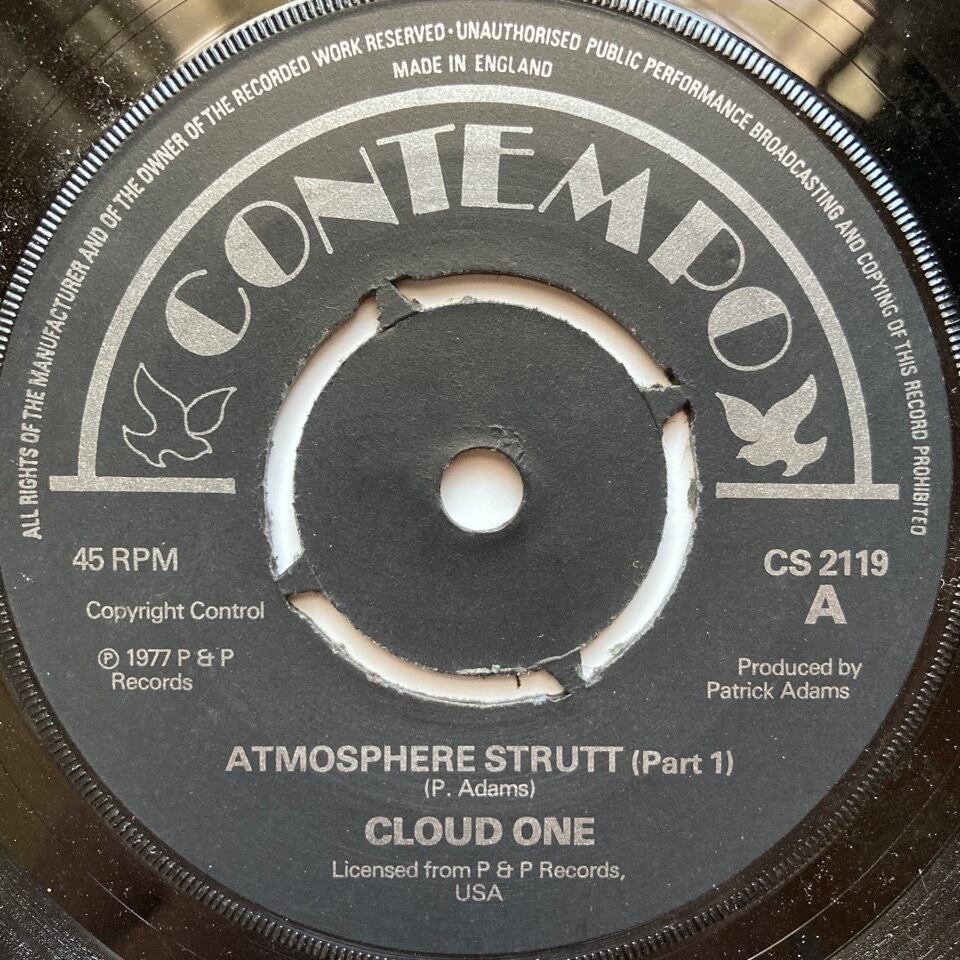 ALL RIGHTS OF THE MANUFACTURER AND OF THE OWNER OF THE RECORDED WORK RESERVED · UNAUTHORISED PUBLIC PERFORMANCE BROADCASTING AND COPYING OF THIS RECORD PROHIBITED
MADE IN ENGLAND
CONTEMPO
45 RPM
Copyright Control
℗ 1977 P & P
Records
CS 2119
A
Produced by
Patrick Adams
ATMOSPHERE STRUTT (Part 1)
(P. Adams)
CLOUD ONE
Licensed from P & P Records,
USA